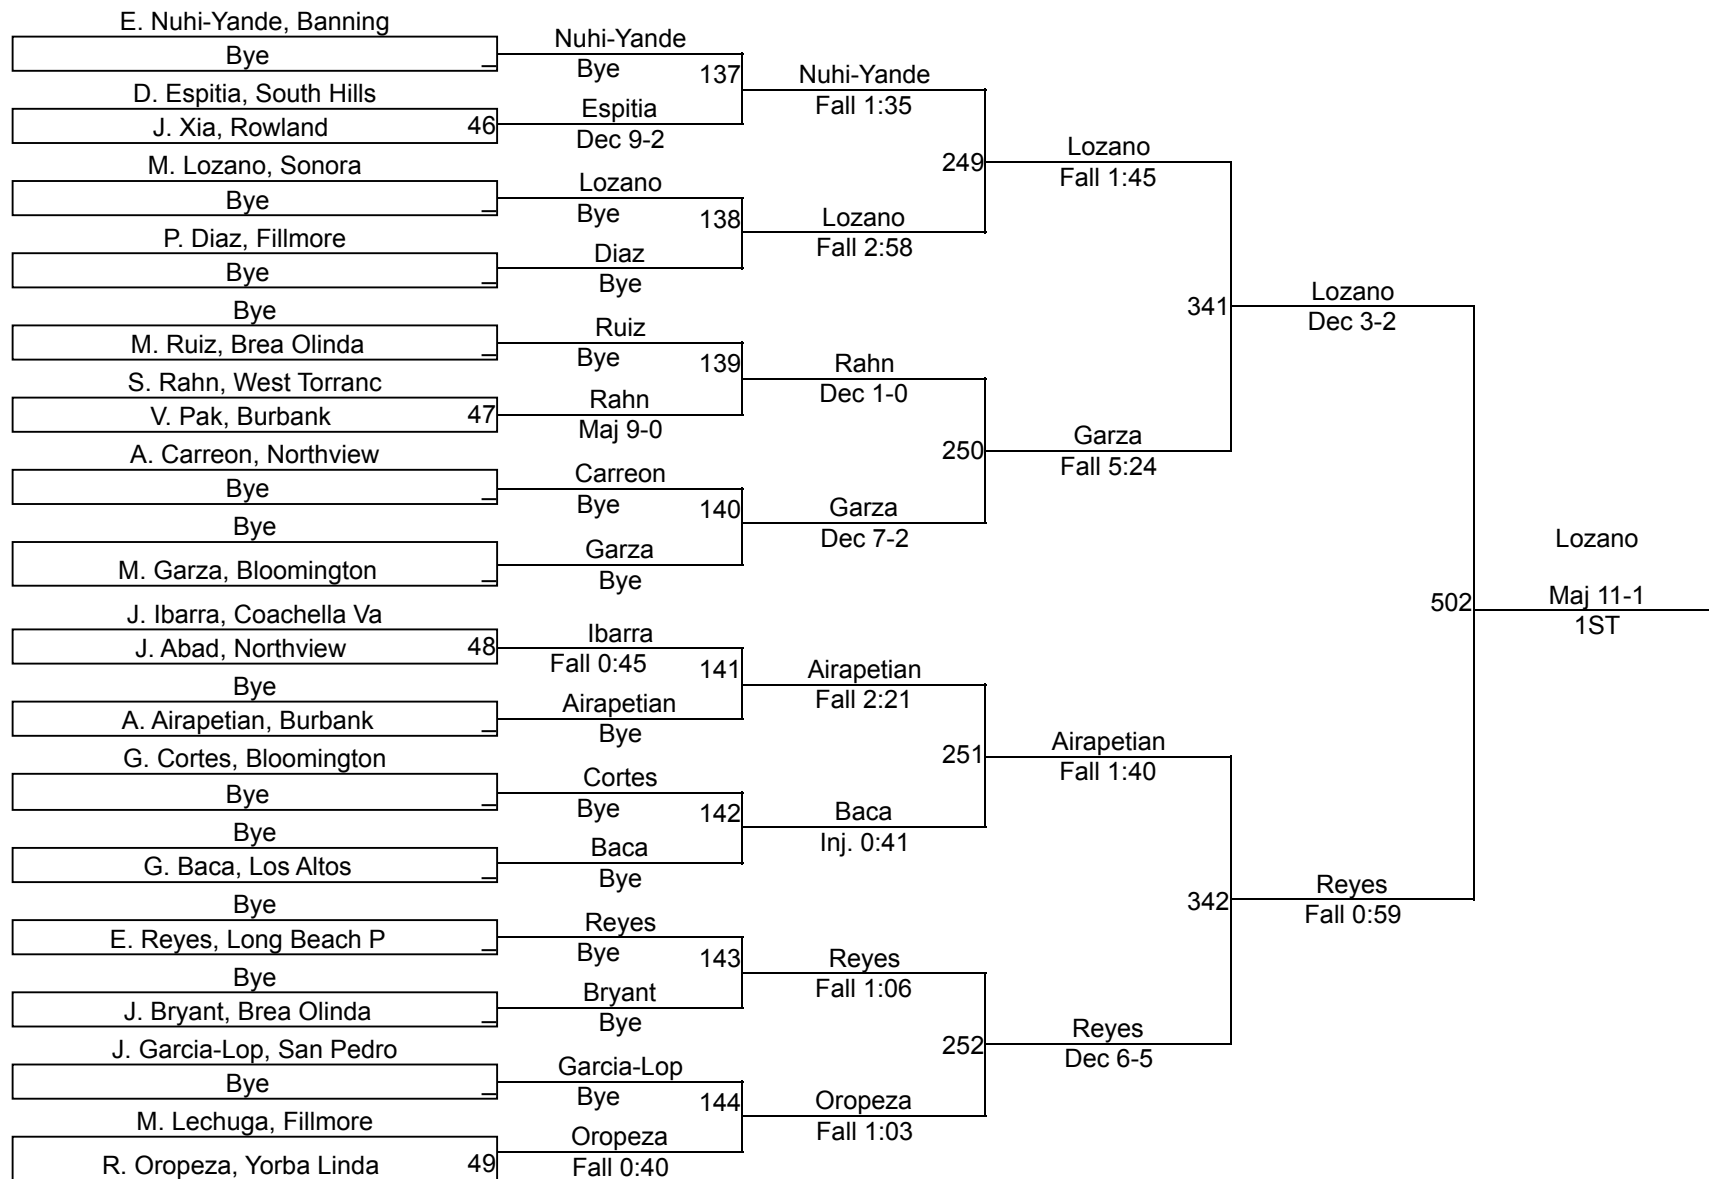 E. Nuhi-Yande, Banning
Bye _
D. Espitia, South Hills
J. Xia, Rowland 46
M. Lozano, Sonora
Bye _
P. Diaz, Fillmore
Bye _
Bye
M. Ruiz, Brea Olinda _
S. Rahn, West Torranc
V. Pak, Burbank 47
A. Carreon, Northview
Bye _
Bye
M. Garza, Bloomington _
J. Ibarra, Coachella Va
J. Abad, Northview 48
Bye
A. Airapetian, Burbank _
G. Cortes, Bloomington
Bye _
Bye
G. Baca, Los Altos _
Bye
E. Reyes, Long Beach P _
Bye
J. Bryant, Brea Olinda _
J. Garcia-Lop, San Pedro
Bye _
M. Lechuga, Fillmore
R. Oropeza, Yorba Linda 49
Nuhi-Yande
Bye
137
Espitia
Dec 9-2
Lozano
Bye
138
Diaz
Bye
Ruiz
Bye
139
Rahn
Maj 9-0
Carreon
Bye
140
Garza
Bye
Ibarra
Fall 0:45
141
Airapetian
Bye
Cortes
Bye
142
Baca
Bye
Reyes
Bye
143
Bryant
Bye
Garcia-Lop
Bye
144
Oropeza
Fall 0:40
Nuhi-Yande
Fall 1:35
249
Lozano
Fall 2:58
Rahn
Dec 1-0
250
Garza
Dec 7-2
Airapetian
Fall 2:21
251
Baca
Inj. 0:41
Reyes
Fall 1:06
252
Oropeza
Fall 1:03
Lozano
Fall 1:45
341
Garza
Fall 5:24
Airapetian
Fall 1:40
342
Reyes
Dec 6-5
Lozano
Dec 3-2
502
Reyes
Fall 0:59
Lozano
Maj 11-1
1ST